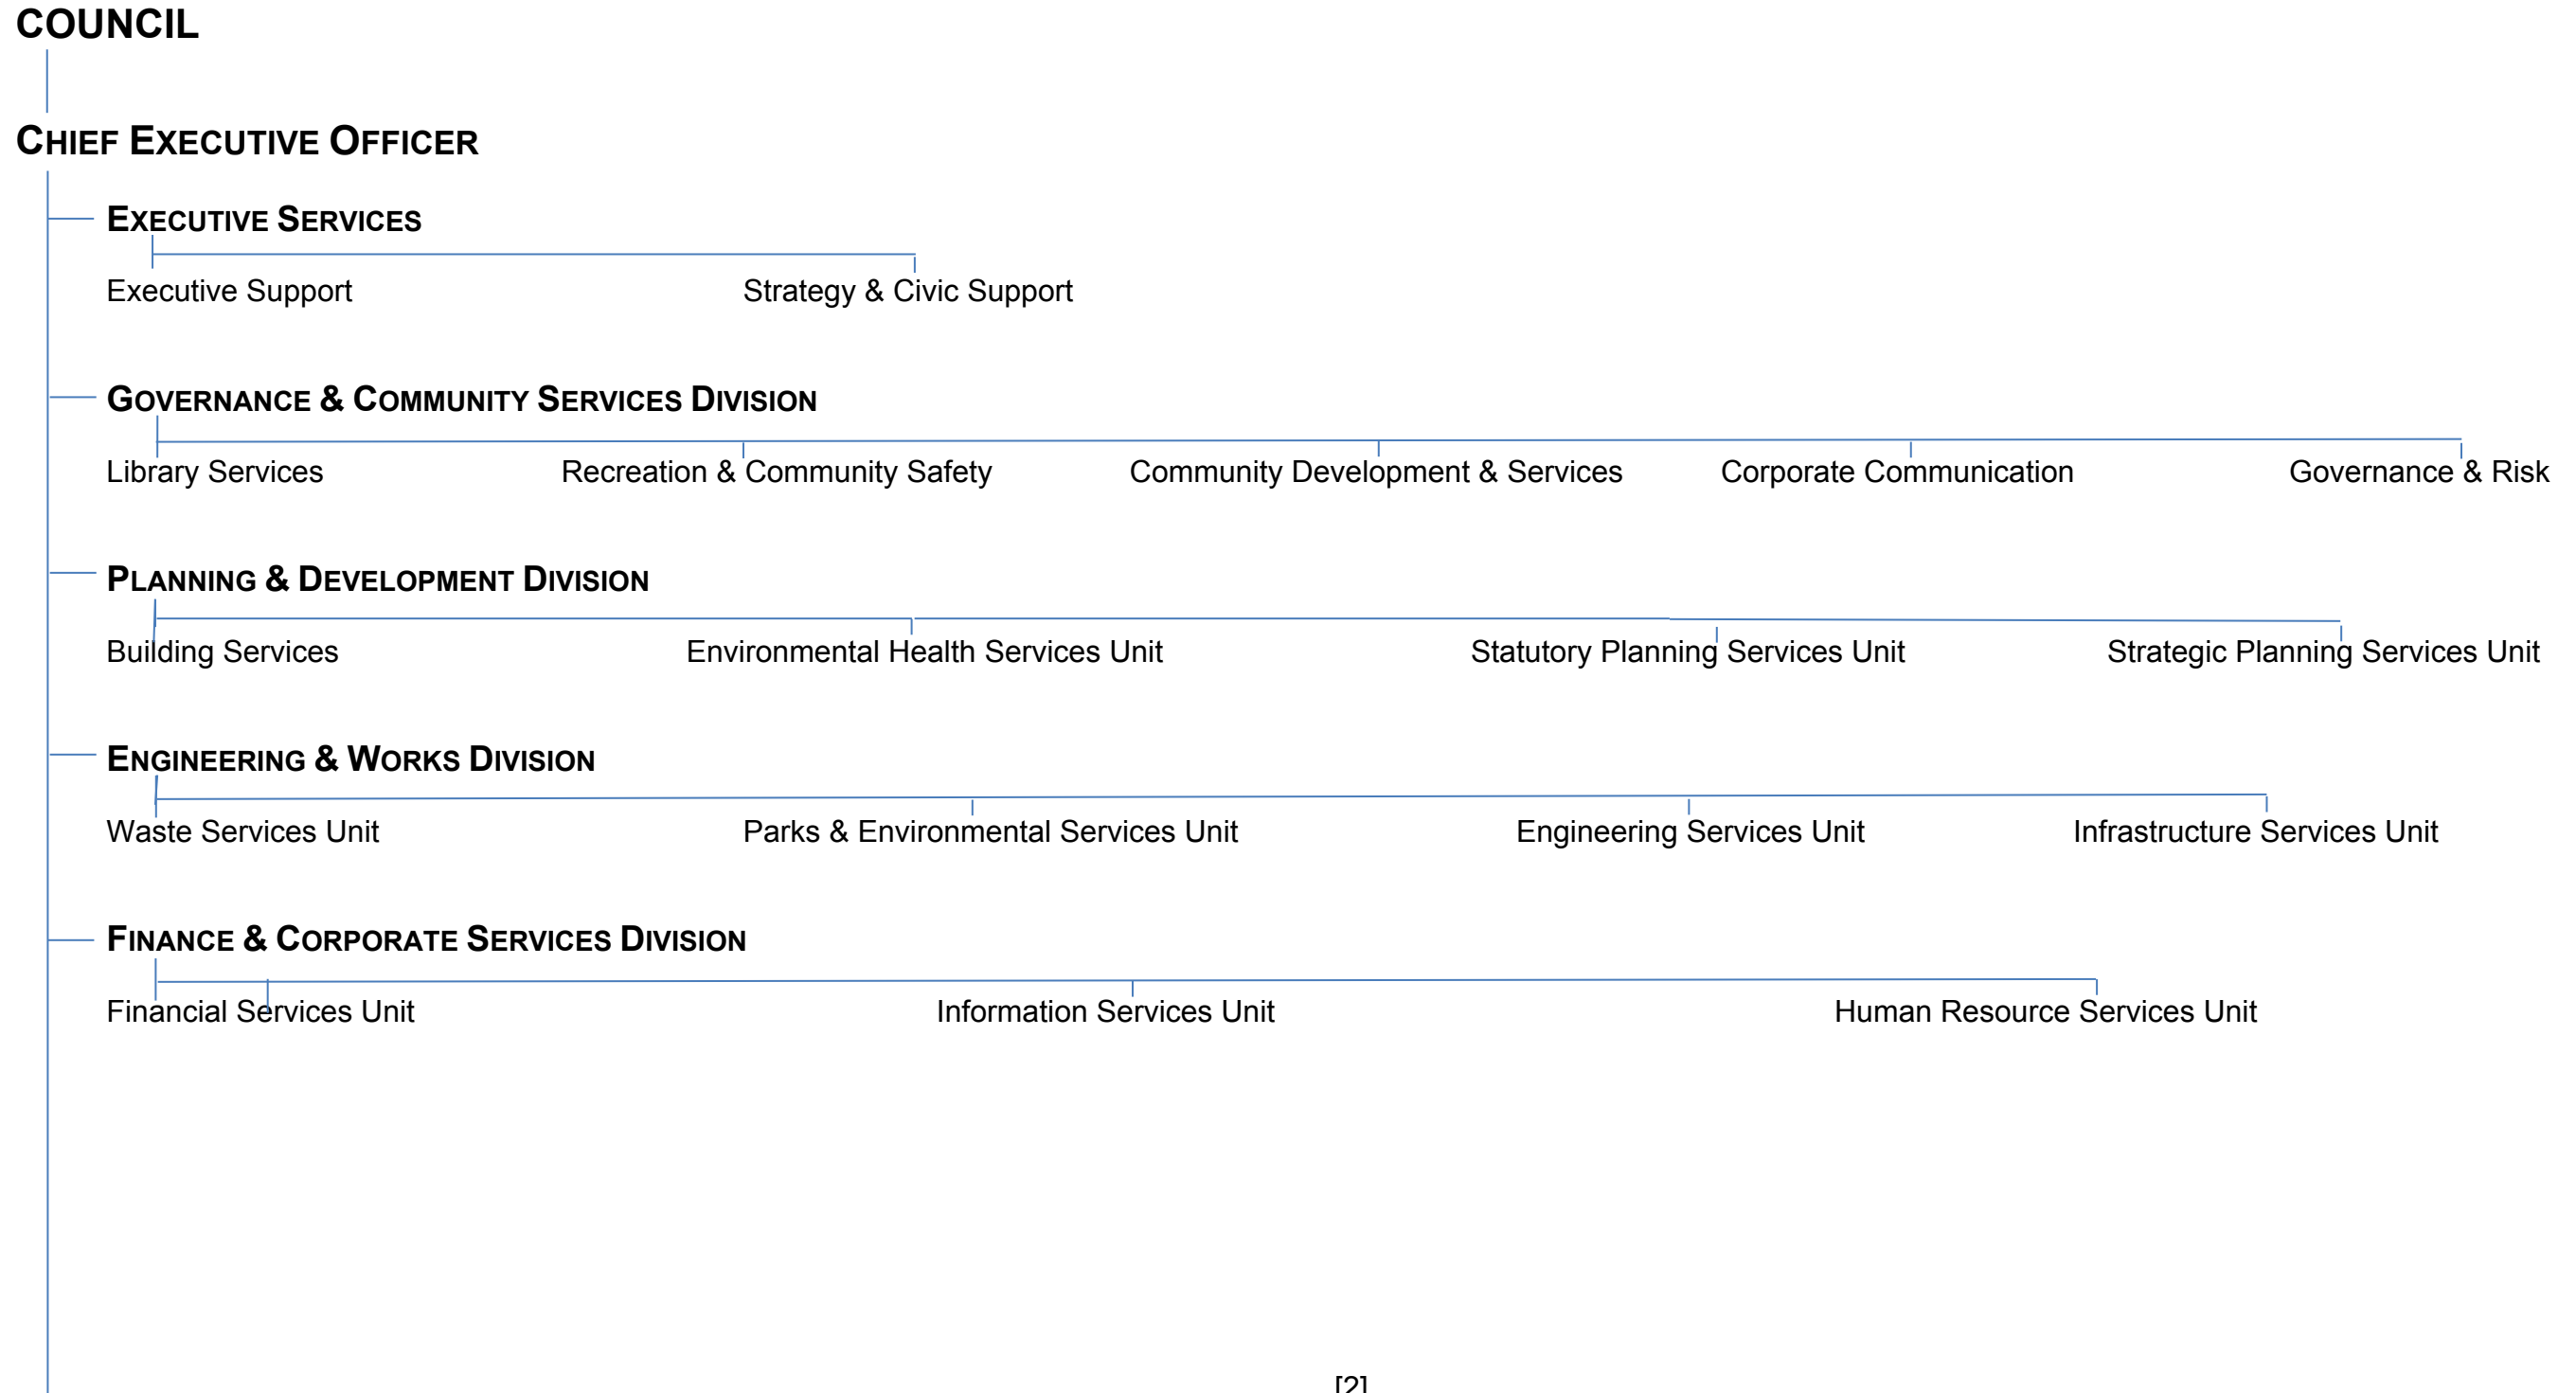 COUNCIL
CHIEF EXECUTIVE OFFICER
EXECUTIVE SERVICES
Executive Support Strategy & Civic Support
GOVERNANCE & COMMUNITY SERVICES DIVISION
Library Services Recreation & Community Safety Community Development & Services Corporate Communication Governance & Risk
PLANNING & DEVELOPMENT DIVISION
Building Services Environmental Health Services Unit Statutory Planning Services Unit Strategic Planning Services Unit
ENGINEERING & WORKS DIVISION
Waste Services Unit Parks & Environmental Services Unit Engineering Services Unit Infrastructure Services Unit
FINANCE & CORPORATE SERVICES DIVISION
Financial Services Unit Information Services Unit Human Resource Services Unit
[2]